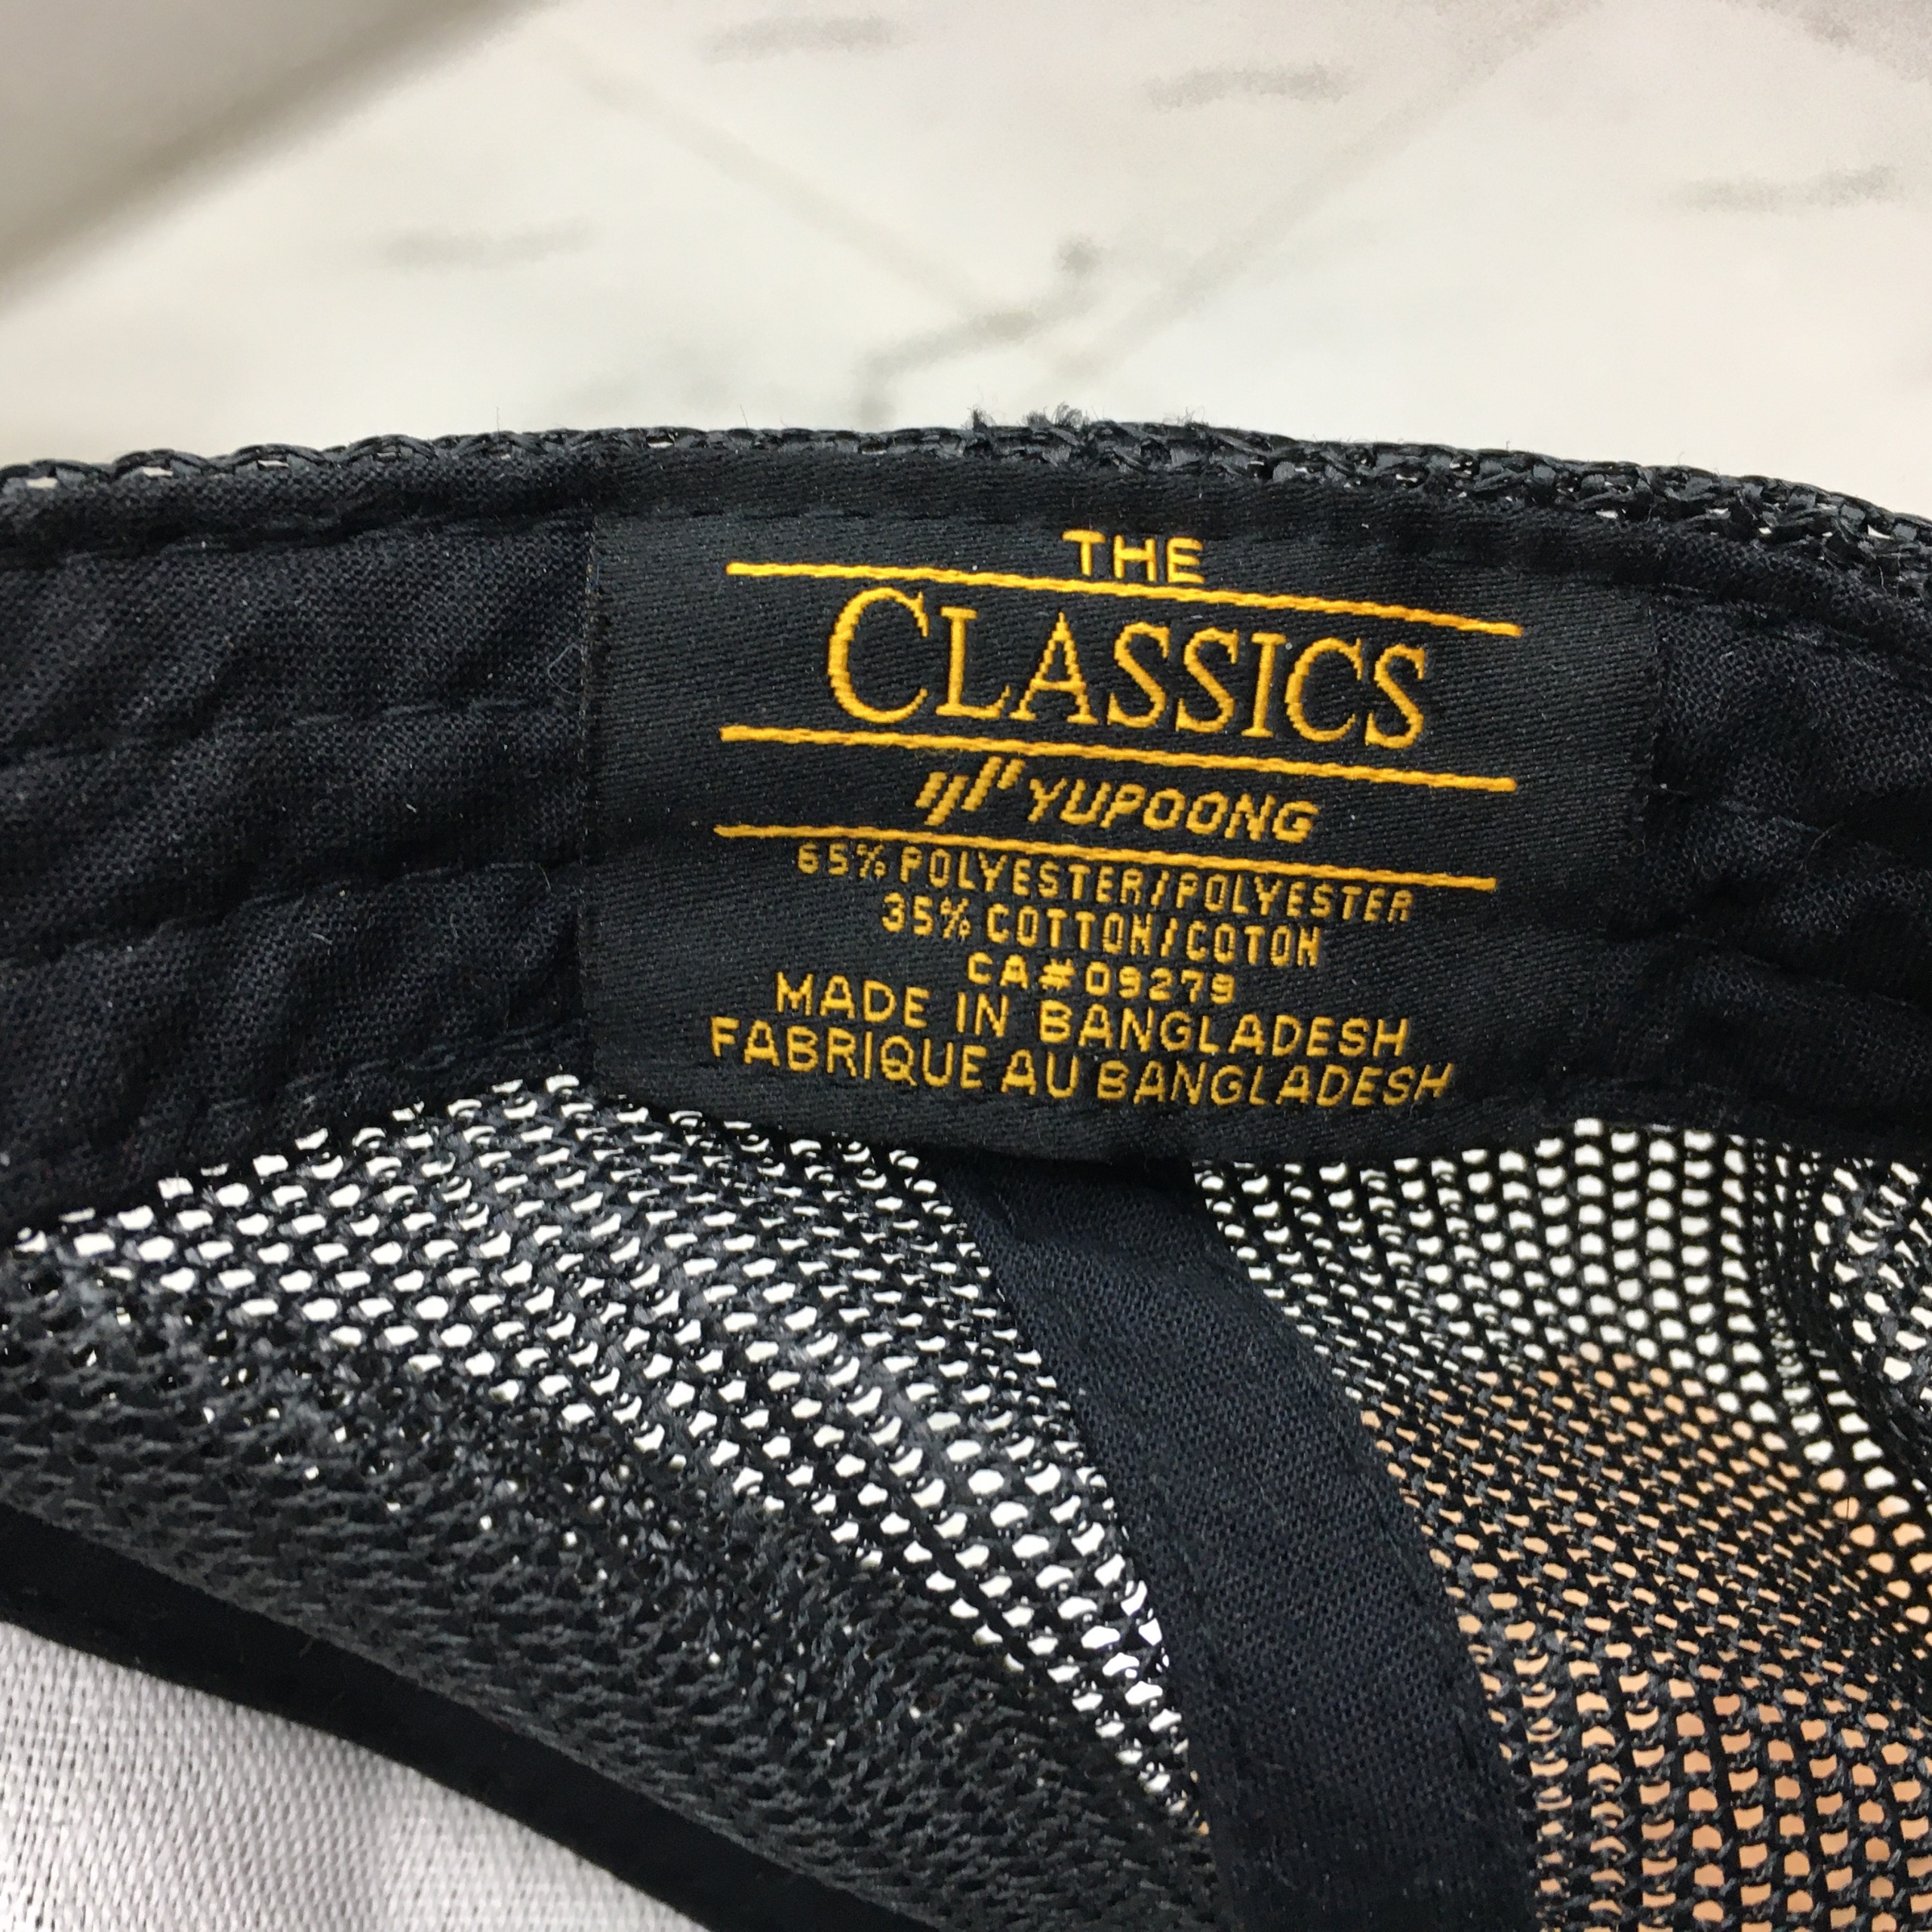 THE
CLASSICS
YUPOONG
65% POLYESTER/POLYESTER
35% COTTON/COTON
CA#09279
MADE IN BANGLADESH
FABRIQUE AU BANGLADESH